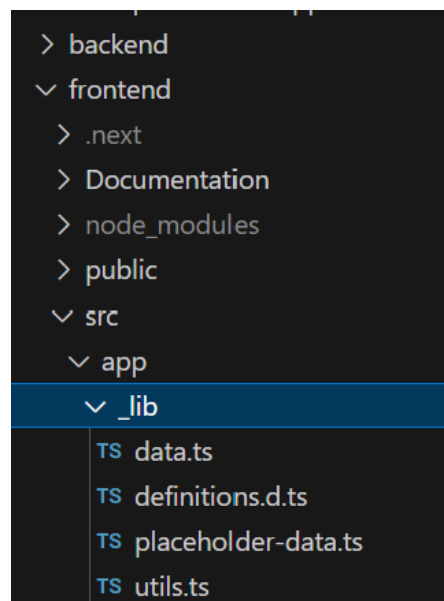 backend
frontend
.next
Documentation
node_modules
public
src
app
_lib
TS data.ts
TS definitions.d.ts
TS placeholder-data.ts
TS utils.ts